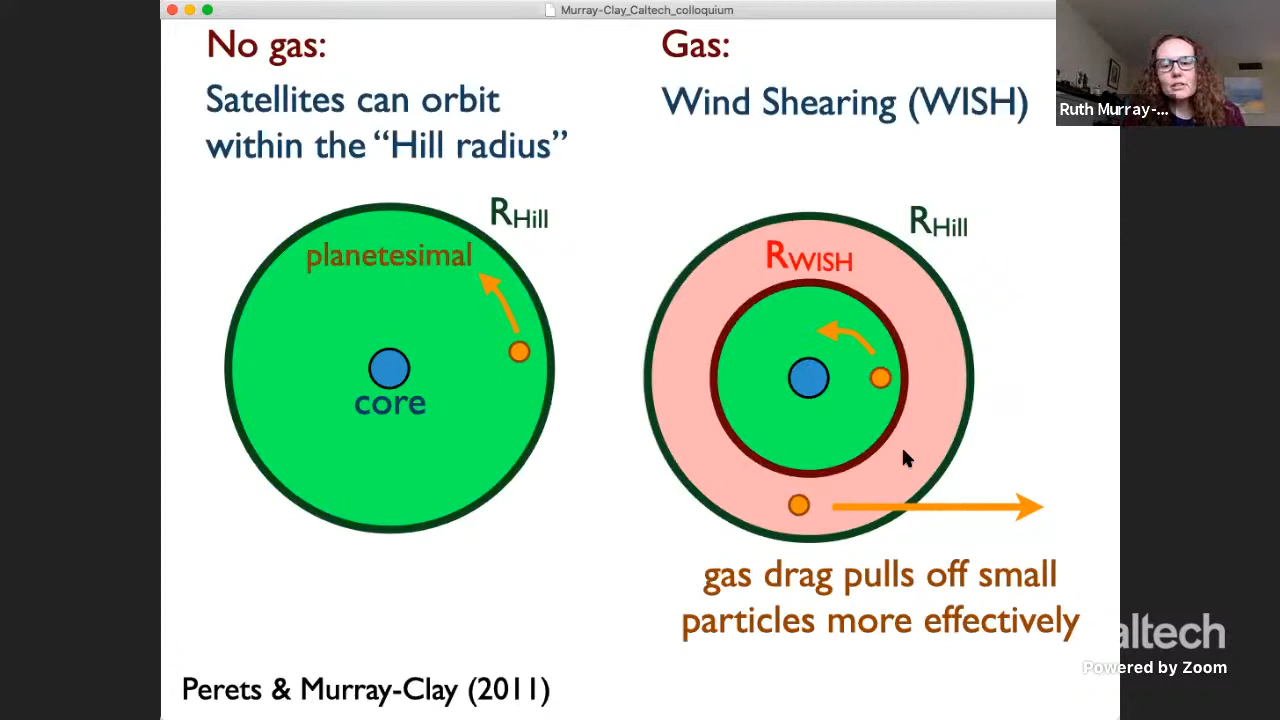 Murray-Clay_Caltech_colloquium
No gas:
Satellites can orbit
within the “Hill radius”
Gas:
Wind Shearing (WISH)
Ruth Murray-...
RHill
planetesimal
core
RHill
RWISH
gas drag pulls off small
particles more effectively
Perets & Murray-Clay (2011)
altech
Powered by Zoom